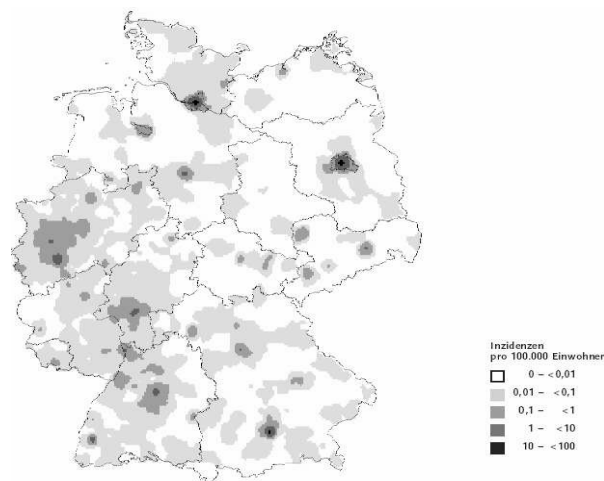 Inzidenzen
pro 100.000 Einwohner
0 – <0,01
0,01 – <0,1
0,1 – <1
1 – <10
10 – <100